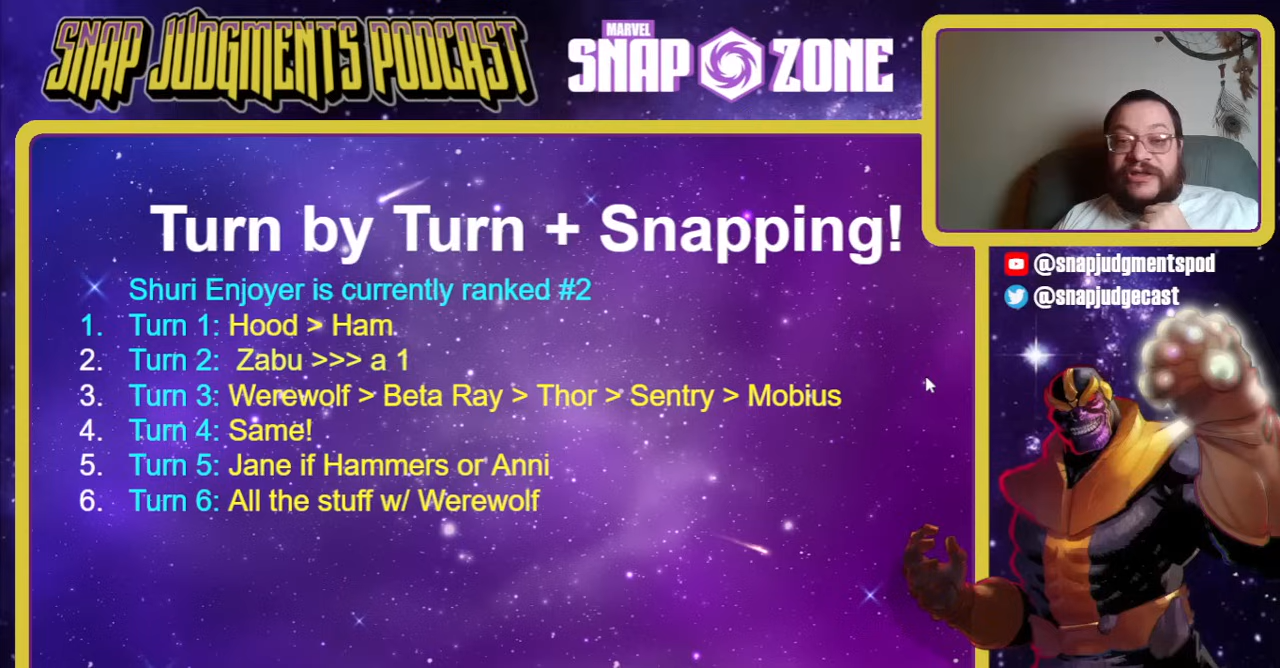 SNAP JUDGMENTS PODCAST
MARVEL
SNAP ZONE
Turn by Turn + Snapping!
Shuri Enjoyer is currently ranked #2
1. Turn 1: Hood > Ham.
2. Turn 2: Zabu >>> a 1
3. Turn 3: Werewolf > Beta Ray > Thor > Sentry > Mobius
4. Turn 4: Same!
5. Turn 5: Jane if Hammers or Anni
6. Turn 6: All the stuff w/ Werewolf
@snapjudgmentspod
@snapjudgecast